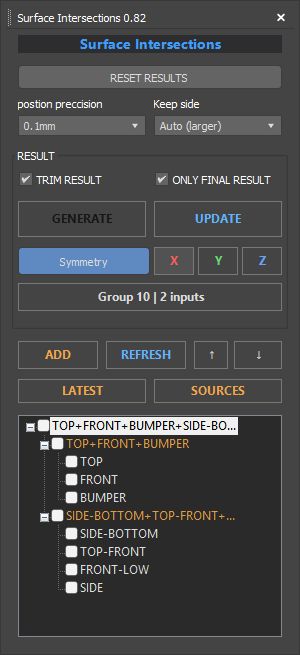 Surface Intersections 0.82
Surface Intersections
RESET RESULTS
postion preccision Keep side
0.1mm Auto (larger)
RESULT
TRIM RESULT ONLY FINAL RESULT
GENERATE UPDATE
Symmetry X Y Z
Group 10 | 2 inputs
ADD REFRESH ↑ ↓
LATEST SOURCES
TOP+FRONT+BUMPER+SIDE-BO...
TOP+FRONT+BUMPER
TOP
FRONT
BUMPER
SIDE-BOTTOM+TOP-FRONT+...
SIDE-BOTTOM
TOP-FRONT
FRONT-LOW
SIDE